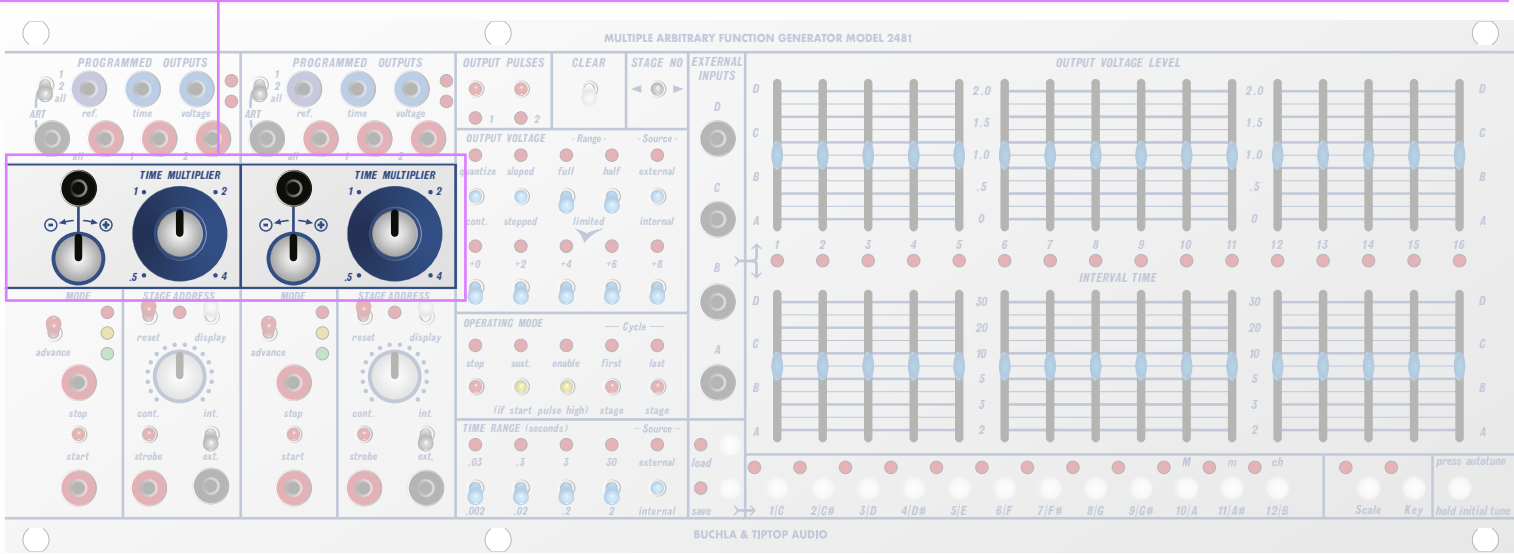 MULTIPLE ARBITRARY FUNCTION GENERATOR MODEL 248t
PROGRAMMED OUTPUTS
1
2
all
ART
ref. time voltage
all 1 2
PROGRAMMED OUTPUTS
1
2
all
ART
ref. time voltage
all 1 2
TIME MULTIPLIER
1 2
- +
.5 4
TIME MULTIPLIER
1 2
- +
.5 4
MODE
advance
stop
start
STAGE ADDRESS
reset display
cont. int.
strobe ext.
MODE
advance
stop
start
STAGE ADDRESS
reset display
cont. int.
strobe ext.
OUTPUT PULSES
1 2
CLEAR
STAGE NO
OUTPUT VOLTAGE - Range - - Source -
quantize sloped full half external
cont. stepped limited internal
+0 +2 +4 +6 +8
OPERATING MODE
Cycle
stop sust. enable first last
(if start pulse high) stage stage
TIME RANGE (seconds) - Source -
.03 .3 3 30 external
.002 .02 .2 2 internal
EXTERNAL
INPUTS
D
C
B
A
load
save
OUTPUT VOLTAGE LEVEL
D 2.0 2.0 D
C 1.5 1.5 C
1.0 1.0
B .5 .5 B
A 0 0 A
1 2 3 4 5 6 7 8 9 10 11 12 13 14 15 16
INTERVAL TIME
D 30 30 D
20 20
C 10 10 C
5 5
B 3 3 B
A 2 2 A
M m ch
1/C 2/C# 3/D 4/D# 5/E 6/F 7/F# 8/G 9/G# 10/A 11/A# 12/B
Scale Key
press autotune
hold initial tune
BUCHLA & TIPTOP AUDIO